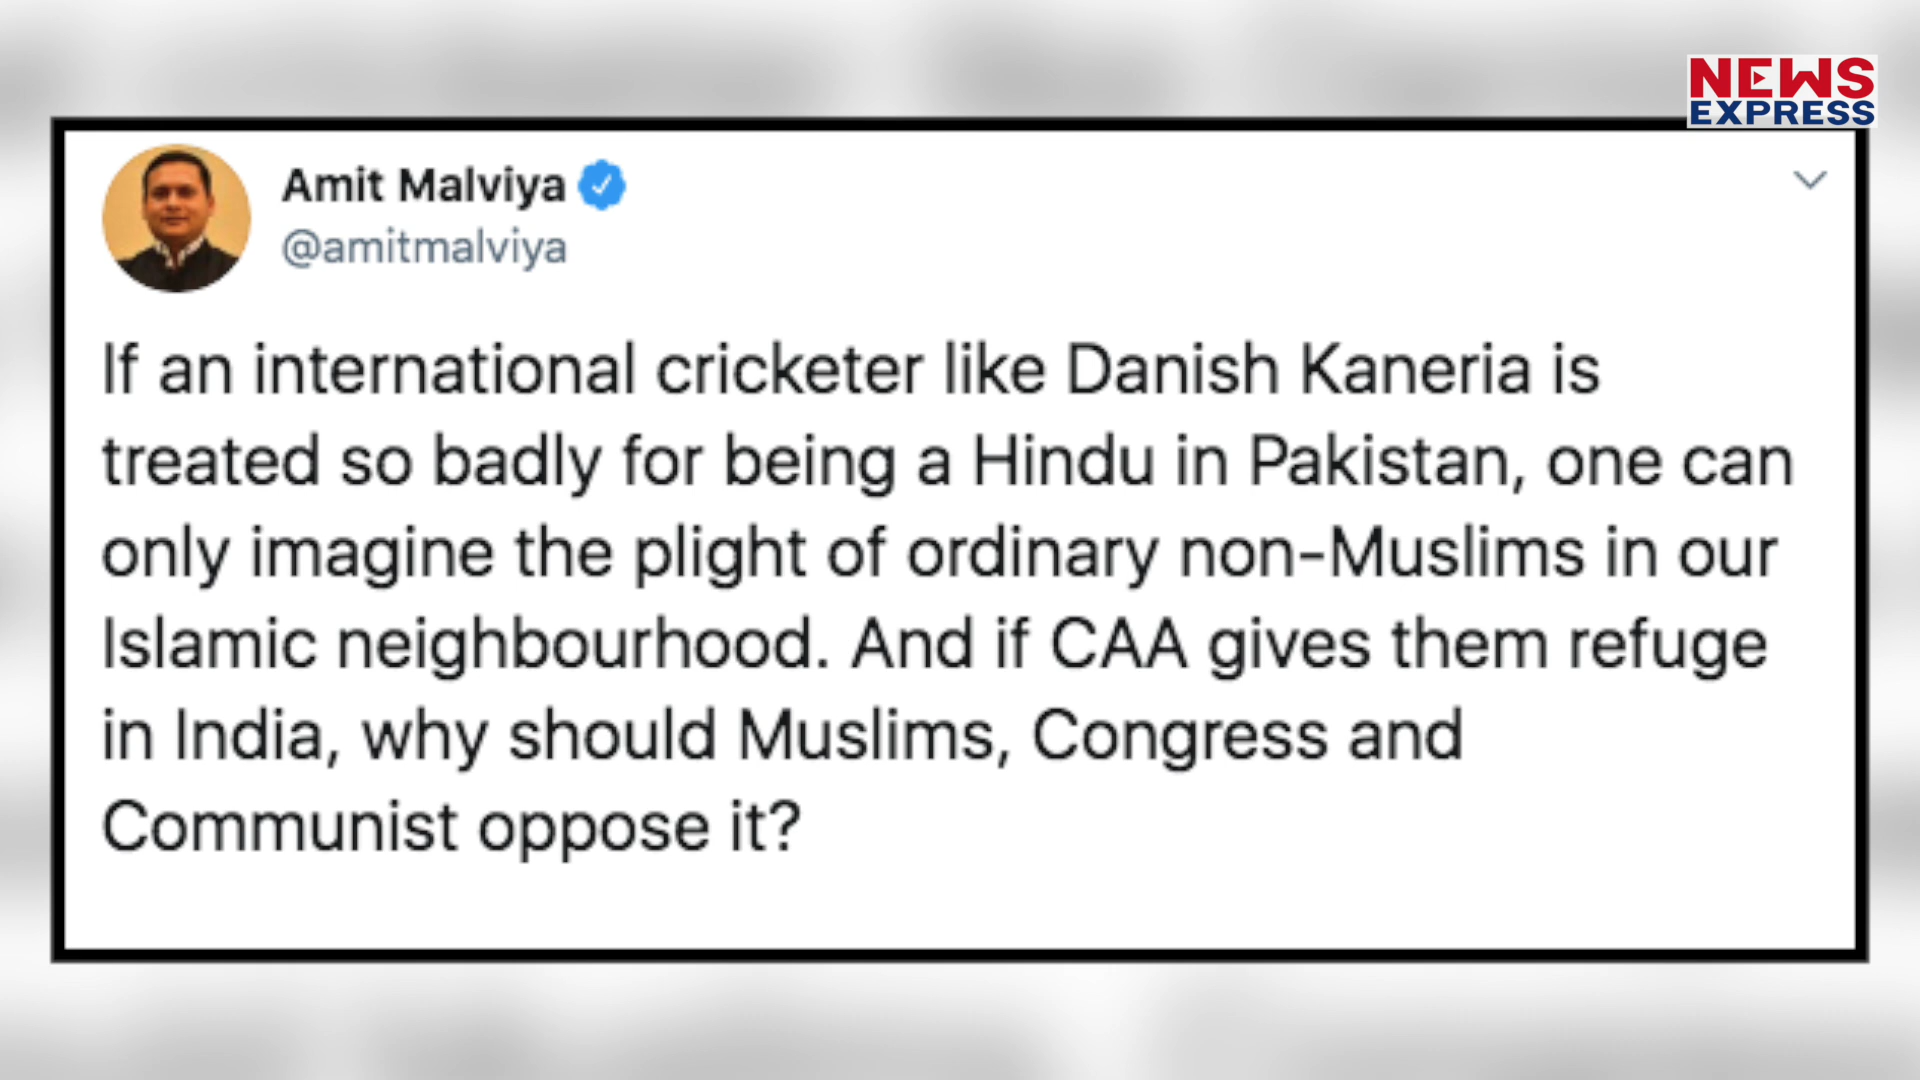 NEWS
EXPRESS
Amit Malviya
@amitmalviya
If an international cricketer like Danish Kaneria is
treated so badly for being a Hindu in Pakistan, one can
only imagine the plight of ordinary non-Muslims in our
Islamic neighbourhood. And if CAA gives them refuge
in India, why should Muslims, Congress and
Communist oppose it?